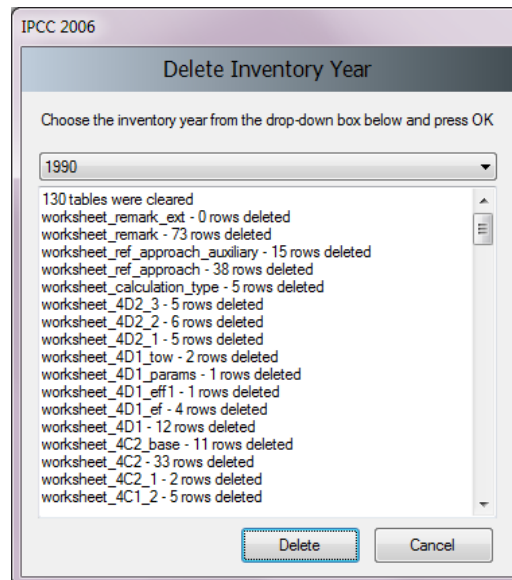 IPCC 2006
Delete Inventory Year
Choose the inventory year from the drop-down box below and press OK
1990
130 tables were cleared
worksheet_remark_ext - 0 rows deleted
worksheet_remark - 73 rows deleted
worksheet_ref_approach_auxiliary - 15 rows deleted
worksheet_ref_approach - 38 rows deleted
worksheet_calculation_type - 5 rows deleted
worksheet_4D2_3 - 5 rows deleted
worksheet_4D2_2 - 6 rows deleted
worksheet_4D2_1 - 5 rows deleted
worksheet_4D1_tow - 2 rows deleted
worksheet_4D1_params - 1 rows deleted
worksheet_4D1_eff1 - 1 rows deleted
worksheet_4D1_ef - 4 rows deleted
worksheet_4D1 - 12 rows deleted
worksheet_4C2_base - 11 rows deleted
worksheet_4C2 - 33 rows deleted
worksheet_4C2_1 - 2 rows deleted
worksheet_4C1_2 - 5 rows deleted
Delete
Cancel